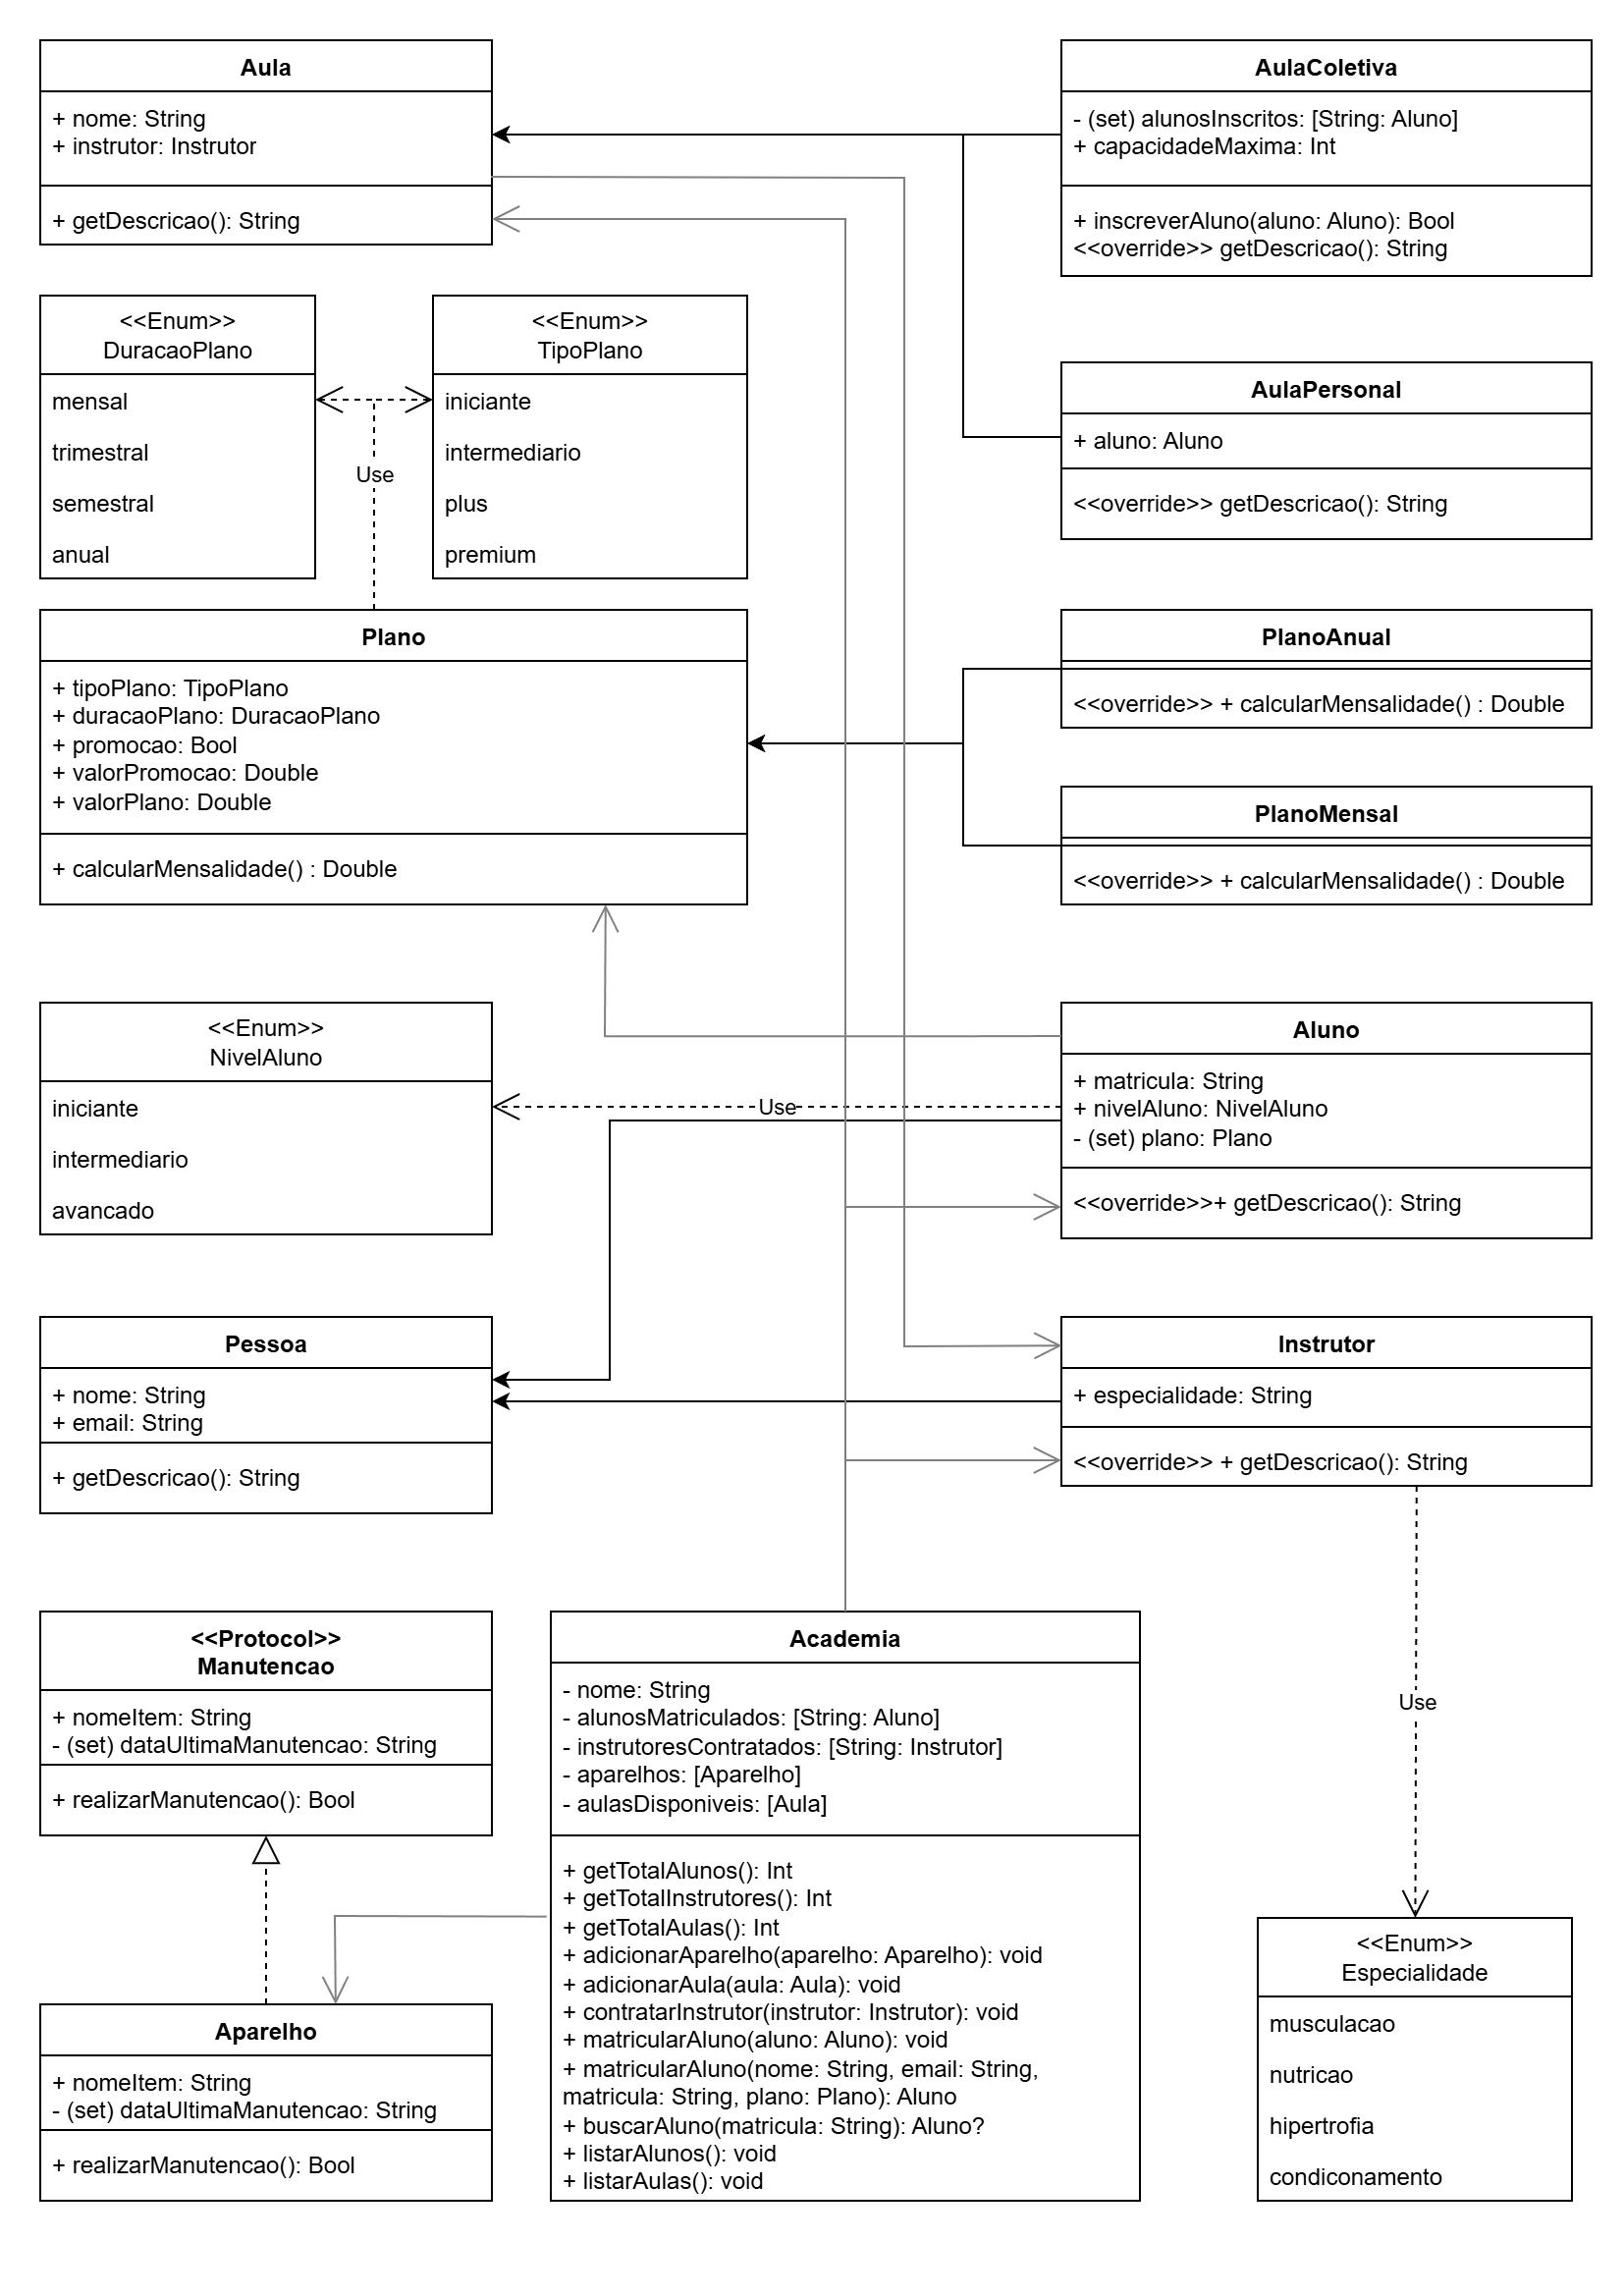 Aula
+ nome: String
+ instrutor: Instrutor
+ getDescricao(): String
AulaColetiva
- (set) alunosInscritos: [String: Aluno]
+ capacidadeMaxima: Int
+ inscreverAluno(aluno: Aluno): Bool
<<override>> getDescricao(): String
<<Enum>>
DuracaoPlano
mensal
trimestral
semestral
anual
<<Enum>>
TipoPlano
iniciante
intermediario
plus
premium
Use
AulaPersonal
+ aluno: Aluno
<<override>> getDescricao(): String
Plano
+ tipoPlano: TipoPlano
+ duracaoPlano: DuracaoPlano
+ promocao: Bool
+ valorPromocao: Double
+ valorPlano: Double
+ calcularMensalidade() : Double
PlanoAnual
<<override>> + calcularMensalidade() : Double
PlanoMensal
<<override>> + calcularMensalidade() : Double
<<Enum>>
NivelAluno
iniciante
intermediario
avancado
Use
Aluno
+ matricula: String
+ nivelAluno: NivelAluno
- (set) plano: Plano
<<override>>+ getDescricao(): String
Pessoa
+ nome: String
+ email: String
+ getDescricao(): String
Instrutor
+ especialidade: String
<<override>> + getDescricao(): String
<<Protocol>>
Manutencao
+ nomeItem: String
- (set) dataUltimaManutencao: String
+ realizarManutencao(): Bool
Academia
- nome: String
- alunosMatriculados: [String: Aluno]
- instrutoresContratados: [String: Instrutor]
- aparelhos: [Aparelho]
- aulasDisponiveis: [Aula]
+ getTotalAlunos(): Int
+ getTotalInstrutores(): Int
+ getTotalAulas(): Int
+ adicionarAparelho(aparelho: Aparelho): void
+ adicionarAula(aula: Aula): void
+ contratarInstrutor(instrutor: Instrutor): void
+ matricularAluno(aluno: Aluno): void
+ matricularAluno(nome: String, email: String,
matricula: String, plano: Plano): Aluno
+ buscarAluno(matricula: String): Aluno?
+ listarAlunos(): void
+ listarAulas(): void
Use
Aparelho
+ nomeItem: String
- (set) dataUltimaManutencao: String
+ realizarManutencao(): Bool
<<Enum>>
Especialidade
musculacao
nutricao
hipertrofia
condiconamento